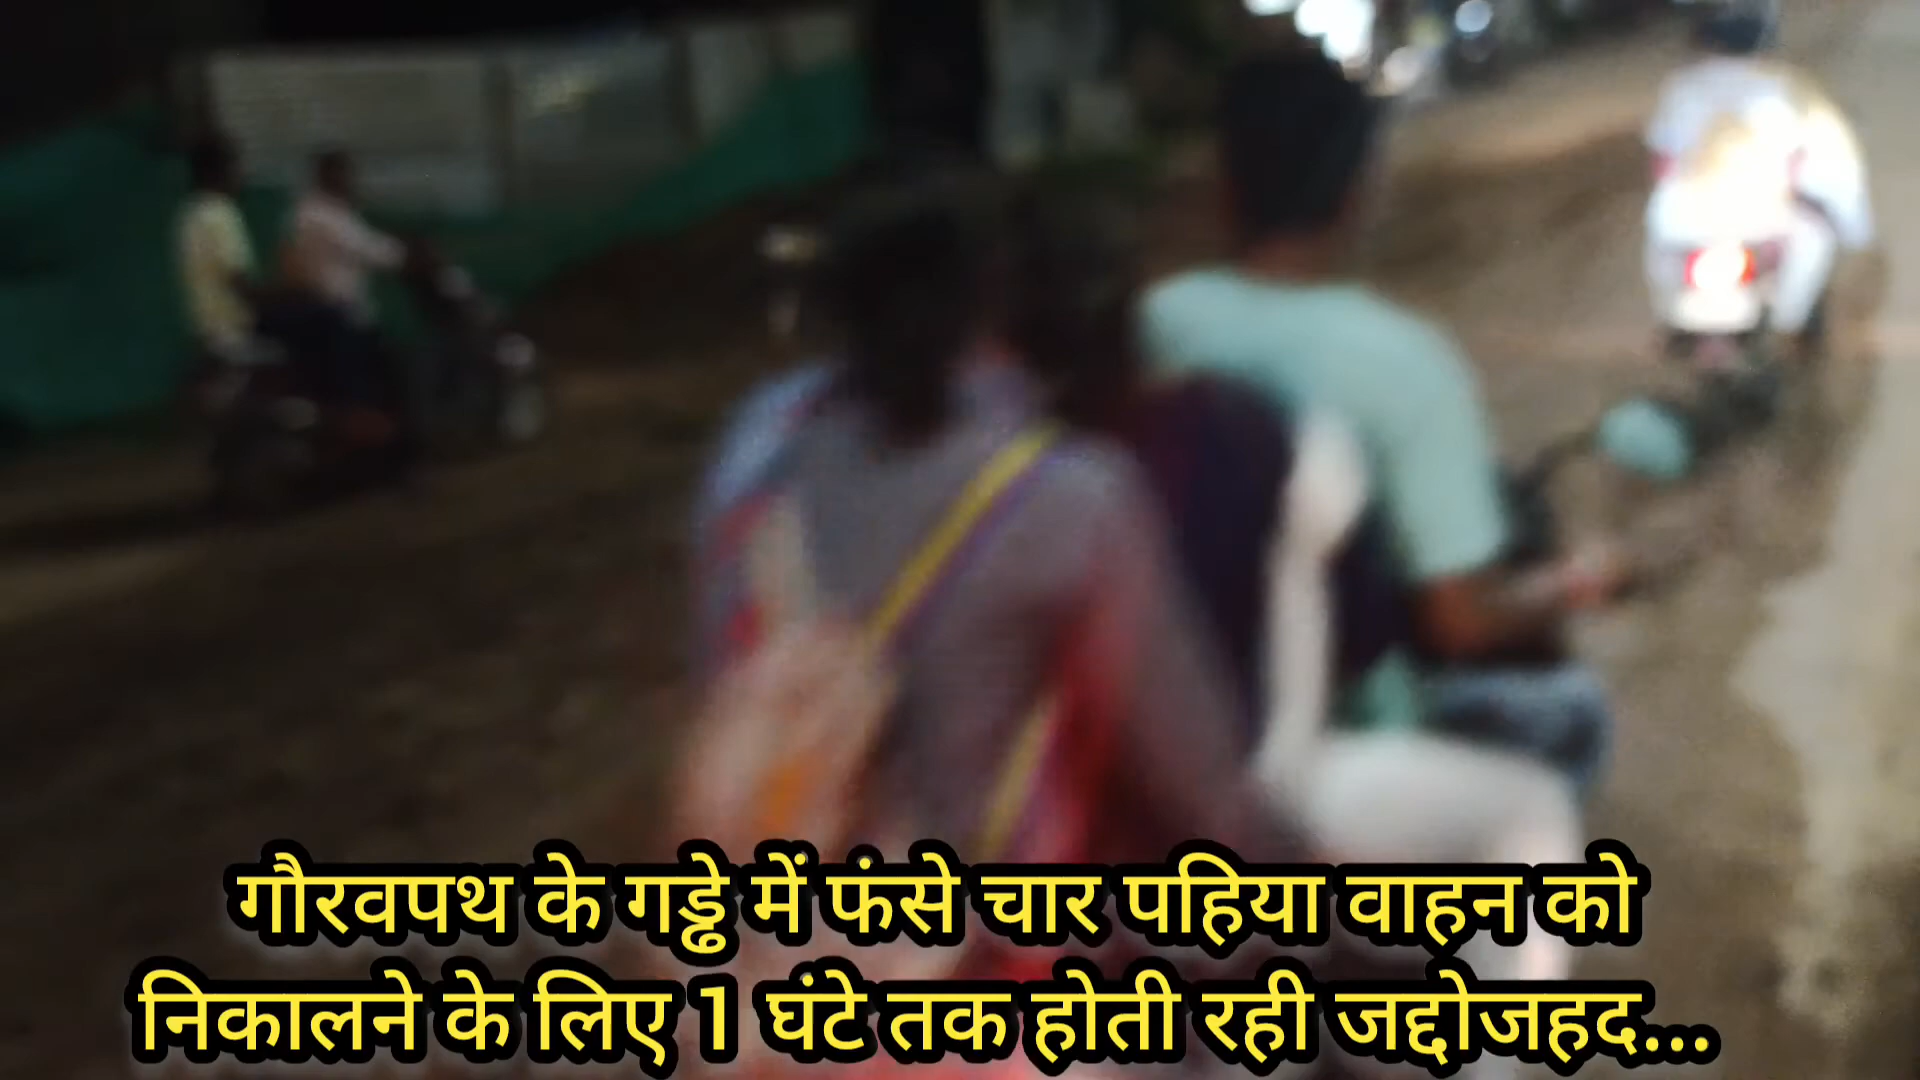 गौरवपथ के गड्ढे में फंसे चार पहिया वाहन को
निकालने के लिए 1 घंटे तक होती रही जद्दोजहद...